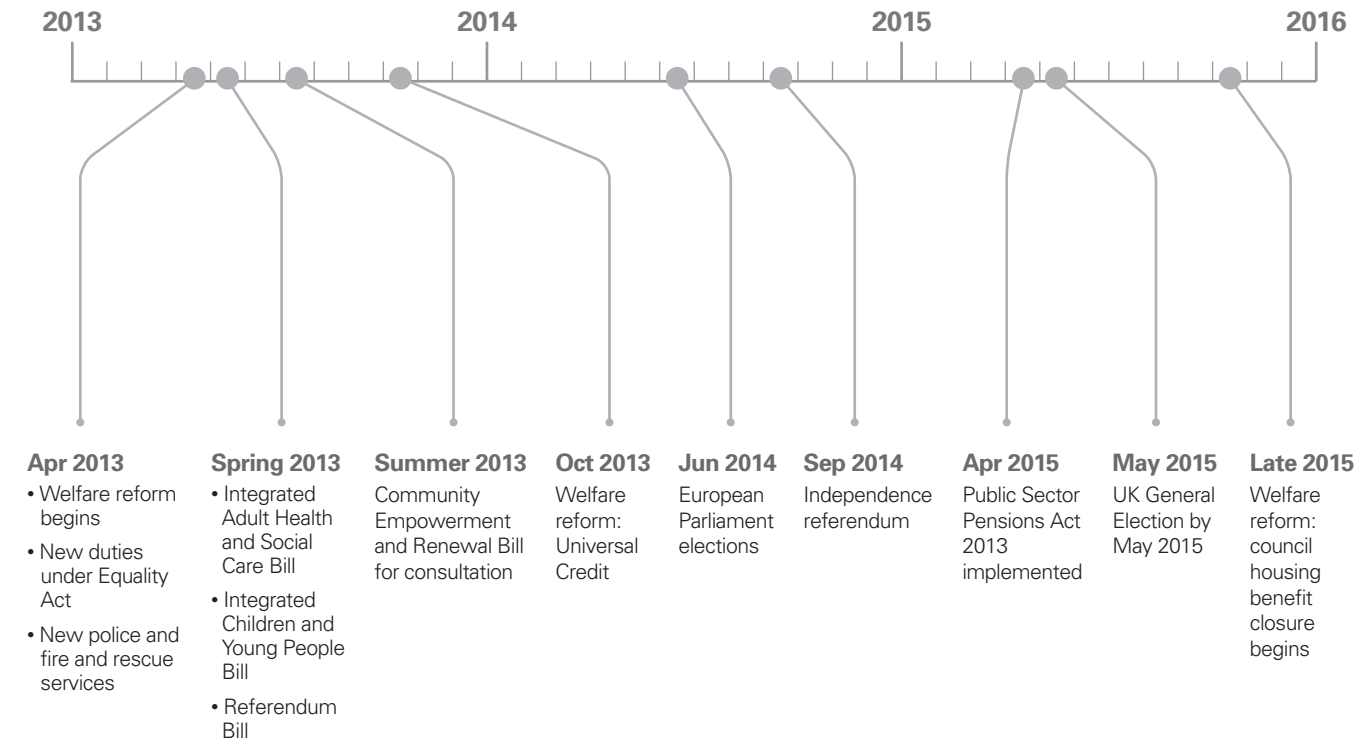 2013
2014
2015
2016
Apr 2013
• Welfare reform
begins
• New duties
under Equality
Act
• New police and
fire and rescue
services
Spring 2013
• Integrated
Adult Health
and Social
Care Bill
• Integrated
Children and
Young People
Bill
• Referendum
Bill
Summer 2013
Community
Empowerment
and Renewal Bill
for consultation
Oct 2013
Welfare
reform:
Universal
Credit
Jun 2014
European
Parliament
elections
Sep 2014
Independence
referendum
Apr 2015
Public Sector
Pensions Act
2013
implemented
May 2015
UK General
Election by
May 2015
Late 2015
Welfare
reform:
council
housing
benefit
closure
begins